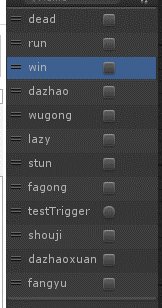 dead
run
win
dazhao
wugong
lazy
stun
fagong
testTrigger
shouji
dazhaoxuan
fangyu